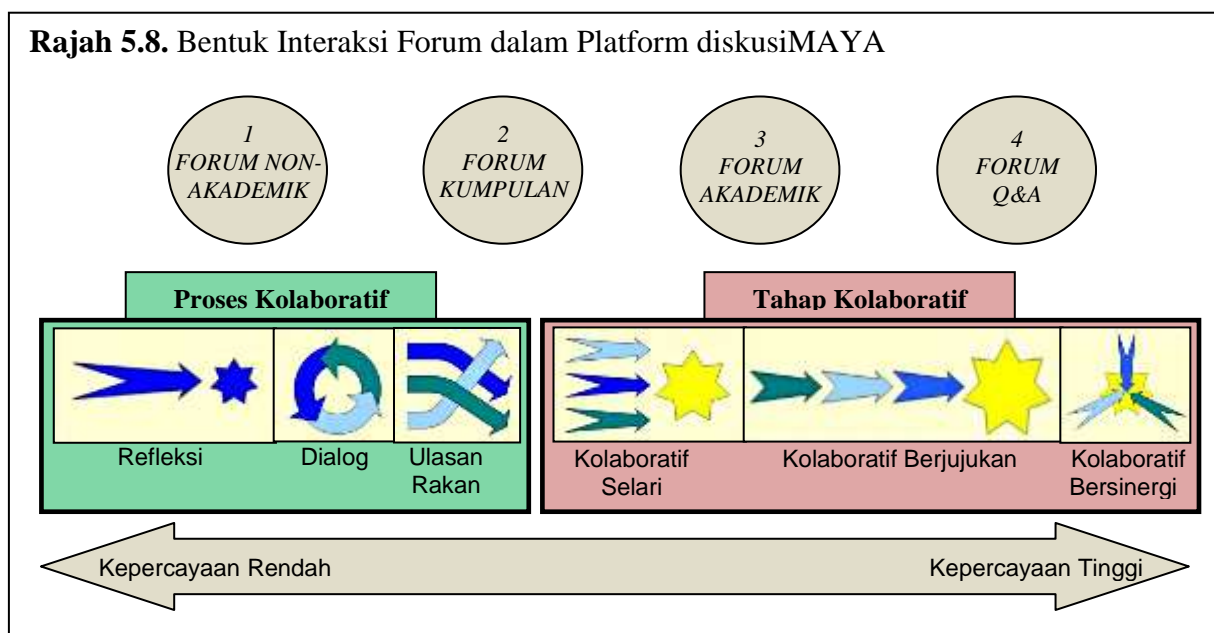 Rajah 5.8. Bentuk Interaksi Forum dalam Platform diskusiMAYA
1
FORUM NON-
AKADEMIK
2
FORUM
KUMPULAN
3
FORUM
AKADEMIK
4
FORUM
Q&A
Proses Kolaboratif
Refleksi
Dialog
Ulasan
Rakan
Tahap Kolaboratif
Kolaboratif
Selari
Kolaboratif Berjujukan
Kolaboratif
Bersinergi
Kepercayaan Rendah
Kepercayaan Tinggi